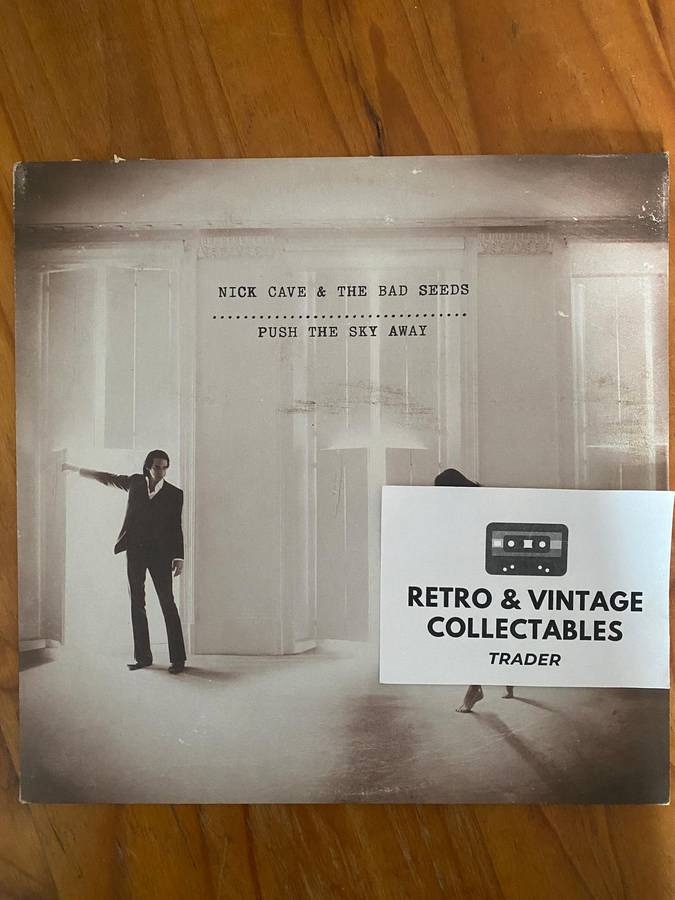 NICK CAVE & THE BAD SEEDS
PUSH THE SKY AWAY
RETRO & VINTAGE
COLLECTABLES
TRADER